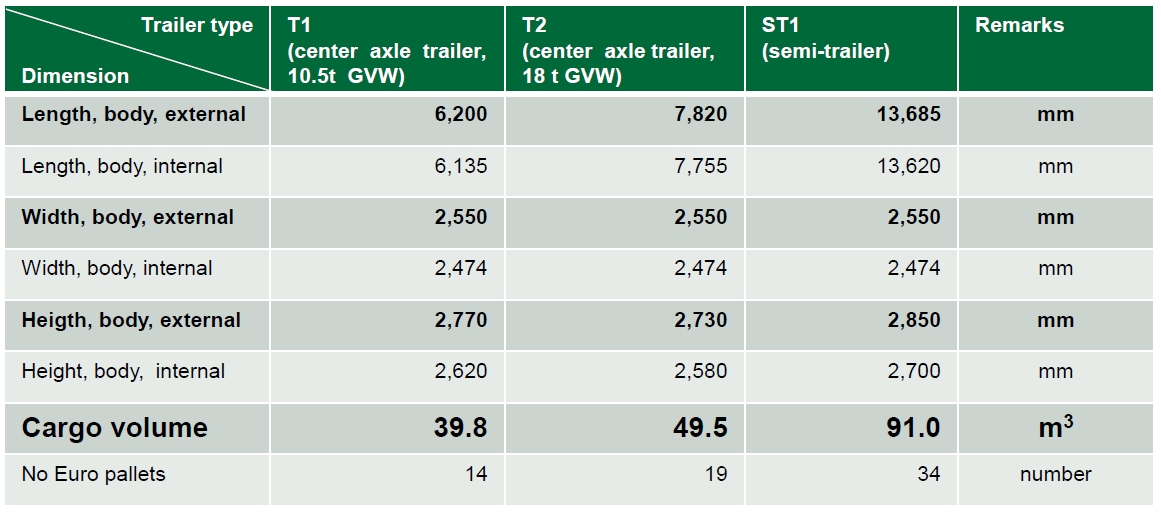 Trailer type
Dimension
T1
(center axle trailer,
10.5t GVW)
T2
(center axle trailer,
18 t GVW)
ST1
(semi-trailer)
Remarks
Length, body, external 6,200 7,820 13,685 mm
Length, body, internal 6,135 7,755 13,620 mm
Width, body, external 2,550 2,550 2,550 mm
Width, body, internal 2,474 2,474 2,474 mm
Heigth, body, external 2,770 2,730 2,850 mm
Height, body, internal 2,620 2,580 2,700 mm
Cargo volume 39.8 49.5 91.0 m³
No Euro pallets 14 19 34 number